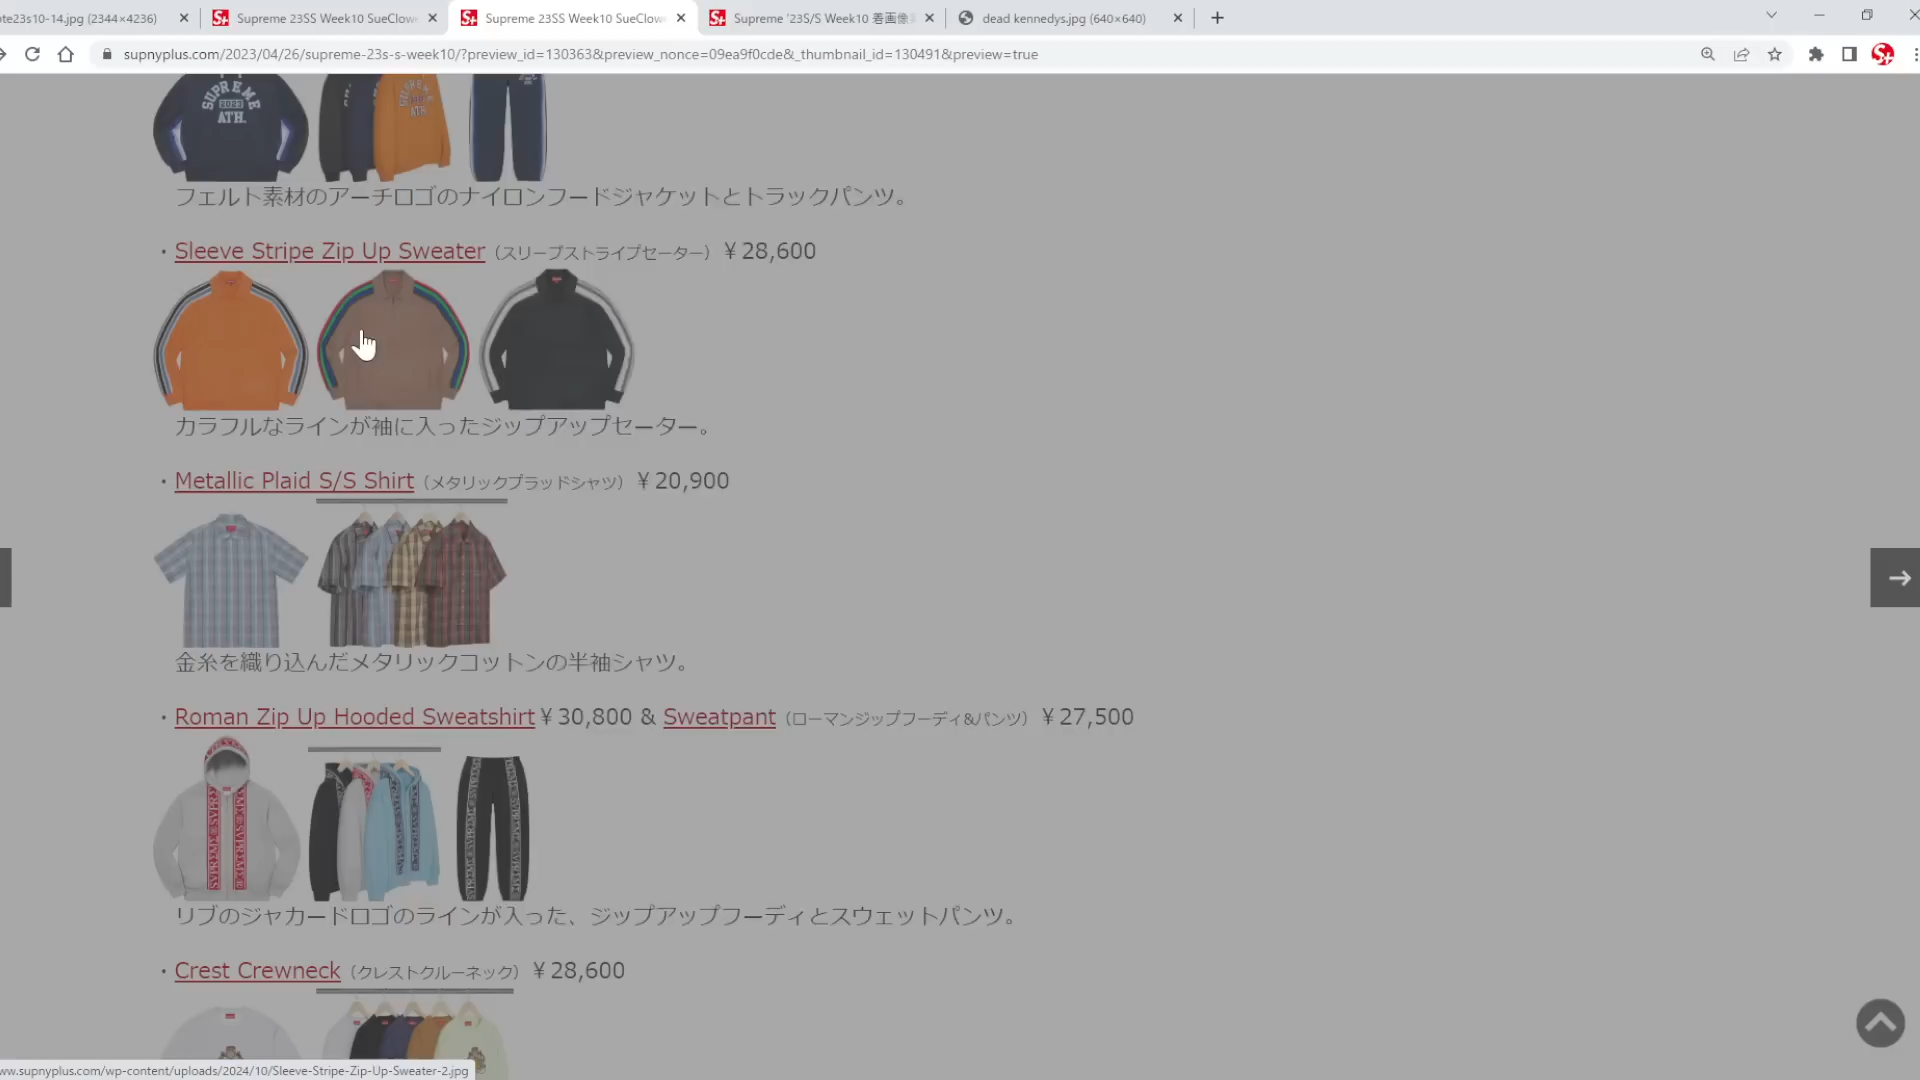 te23s10-14.jpg (2344×4236)
Supreme 23SS Week10 SueClow
Supreme 23SS Week10 SueClow
Supreme '23S/S Week10 着画像
dead kennedys.jpg (640×640)
supnyplus.com/2023/04/26/supreme-23s-s-week10/?preview_id=130363&preview_nonce=09ea9f0cde&_thumbnail_id=130491&preview=true
SUPREME
2023
ATH.
フェルト素材のアーチロゴのナイロンフードジャケットとトラックパンツ。
・Sleeve Stripe Zip Up Sweater（スリーブストライプセーター）￥28,600
カラフルなラインが袖に入ったジップアップセーター。
・Metallic Plaid S/S Shirt（メタリックプラッドシャツ）￥20,900
金糸を織り込んだメタリックコットンの半袖シャツ。
・Roman Zip Up Hooded Sweatshirt￥30,800 & Sweatpant（ローマンジップフーディ&パンツ）￥27,500
リブのジャカードロゴのラインが入った、ジップアップフーディとスウェットパンツ。
・Crest Crewneck（クレストクルーネック）￥28,600
ww.supnyplus.com/wp-content/uploads/2024/10/Sleeve-Stripe-Zip-Up-Sweater-2.jpg